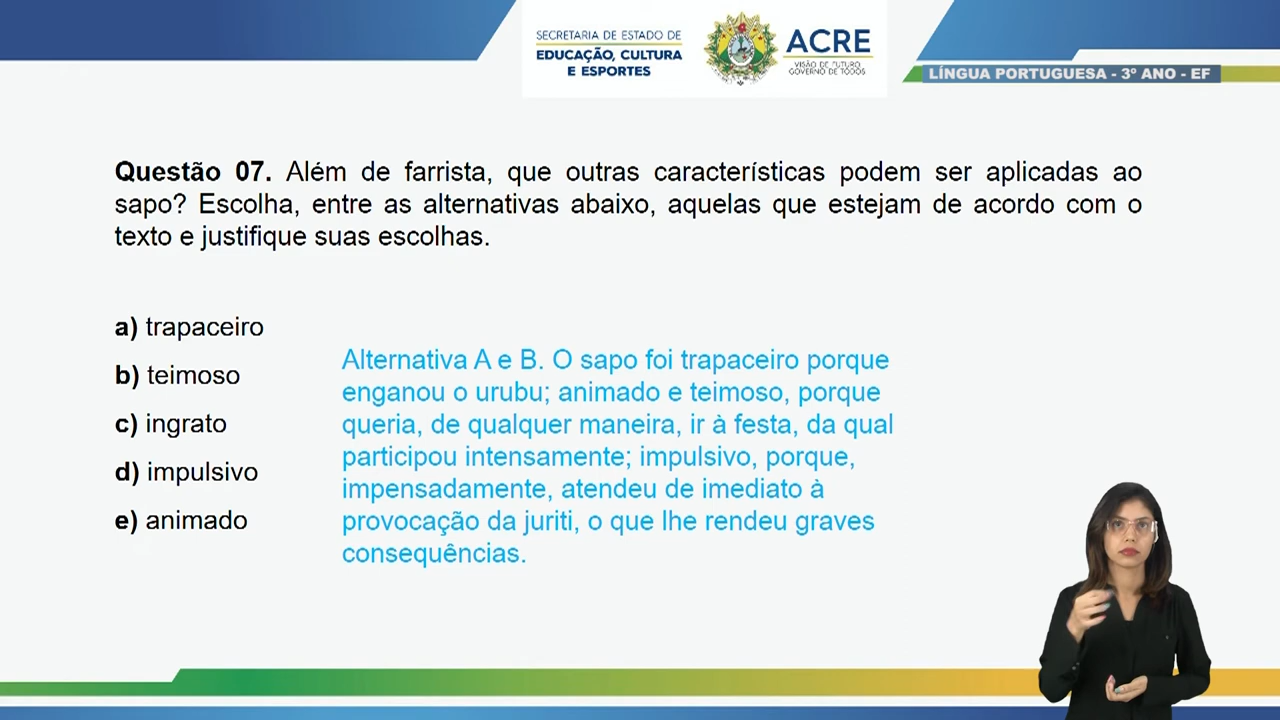 SECRETARIA DE ESTADO DE
EDUCAÇÃO, CULTURA
E ESPORTES
ACRE
VISÃO DE FUTURO,
GOVERNO DE TODOS
LÍNGUA PORTUGUESA - 3º ANO - EF
Questão 07. Além de farrista, que outras características podem ser aplicadas ao
sapo? Escolha, entre as alternativas abaixo, aquelas que estejam de acordo com o
texto e justifique suas escolhas.
a) trapaceiro
b) teimoso
c) ingrato
d) impulsivo
e) animado
Alternativa A e B. O sapo foi trapaceiro porque
enganou o urubu; animado e teimoso, porque
queria, de qualquer maneira, ir à festa, da qual
participou intensamente; impulsivo, porque,
impensadamente, atendeu de imediato à
provocação da juriti, o que lhe rendeu graves
consequências.